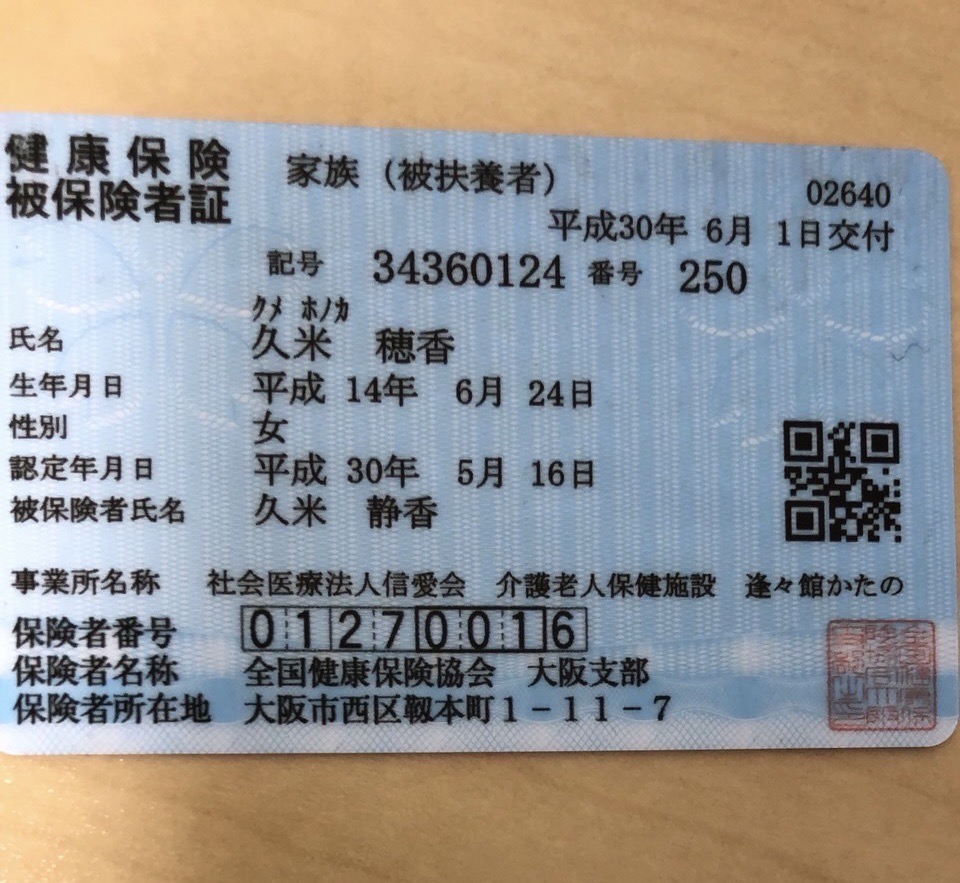 健康保険 家族（被扶養者） 02640
被保険者証 平成30年 6月 1日交付
記号 34360124 番号 250
ｸﾒ ﾎﾉｶ
氏名 久米 穂香
生年月日 平成 14年 6月 24日
性別 女
認定年月日 平成 30年 5月 16日
被保険者氏名 久米 静香
事業所名称 社会医療法人信愛会 介護老人保健施設 逢々館かたの
保険者番号 01270016
保険者名称 全国健康保険協会 大阪支部
保険者所在地 大阪市西区靱本町1－11－7